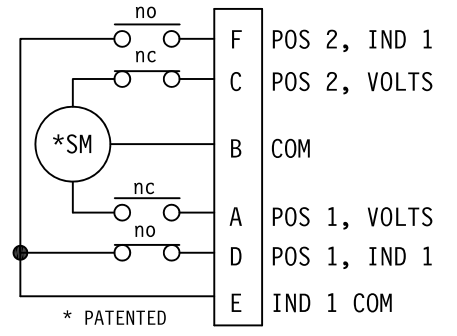 no
F POS 2, IND 1
nc
C POS 2, VOLTS
*SM
B COM
nc
A POS 1, VOLTS
no
D POS 1, IND 1
E IND 1 COM
* PATENTED